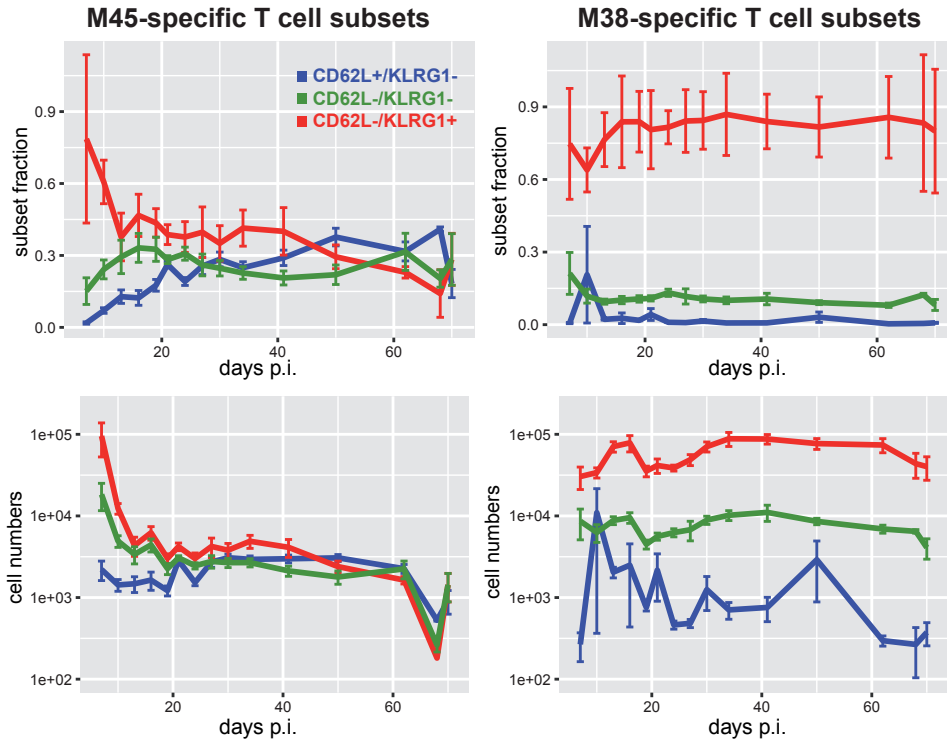 M45-specific T cell subsets
M38-specific T cell subsets
subset fraction
0.9
0.6
0.3
0.0
CD62L+/KLRG1-
CD62L-/KLRG1-
CD62L-/KLRG1+
20
40
60
days p.i.
subset fraction
0.9
0.6
0.3
0.0
20
40
60
days p.i.
cell numbers
1e+05
1e+04
1e+03
1e+02
20
40
60
days p.i.
cell numbers
1e+05
1e+04
1e+03
1e+02
20
40
60
days p.i.